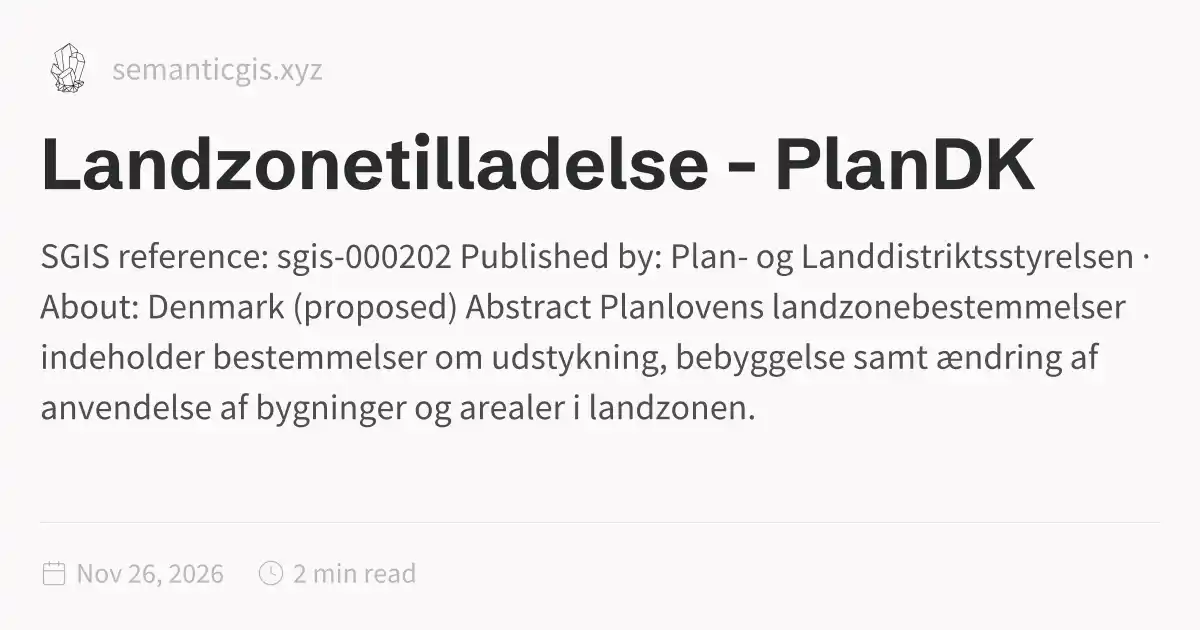 semanticgis.xyz
Landzonetilladelse - PlanDK
SGIS reference: sgis-000202 Published by: Plan- og Landdistriktsstyrelsen ·
About: Denmark (proposed) Abstract Planlovens landzonebestemmelser
indeholder bestemmelser om udstykning, bebyggelse samt ændring af
anvendelse af bygninger og arealer i landzonen.
Nov 26, 2026 2 min read